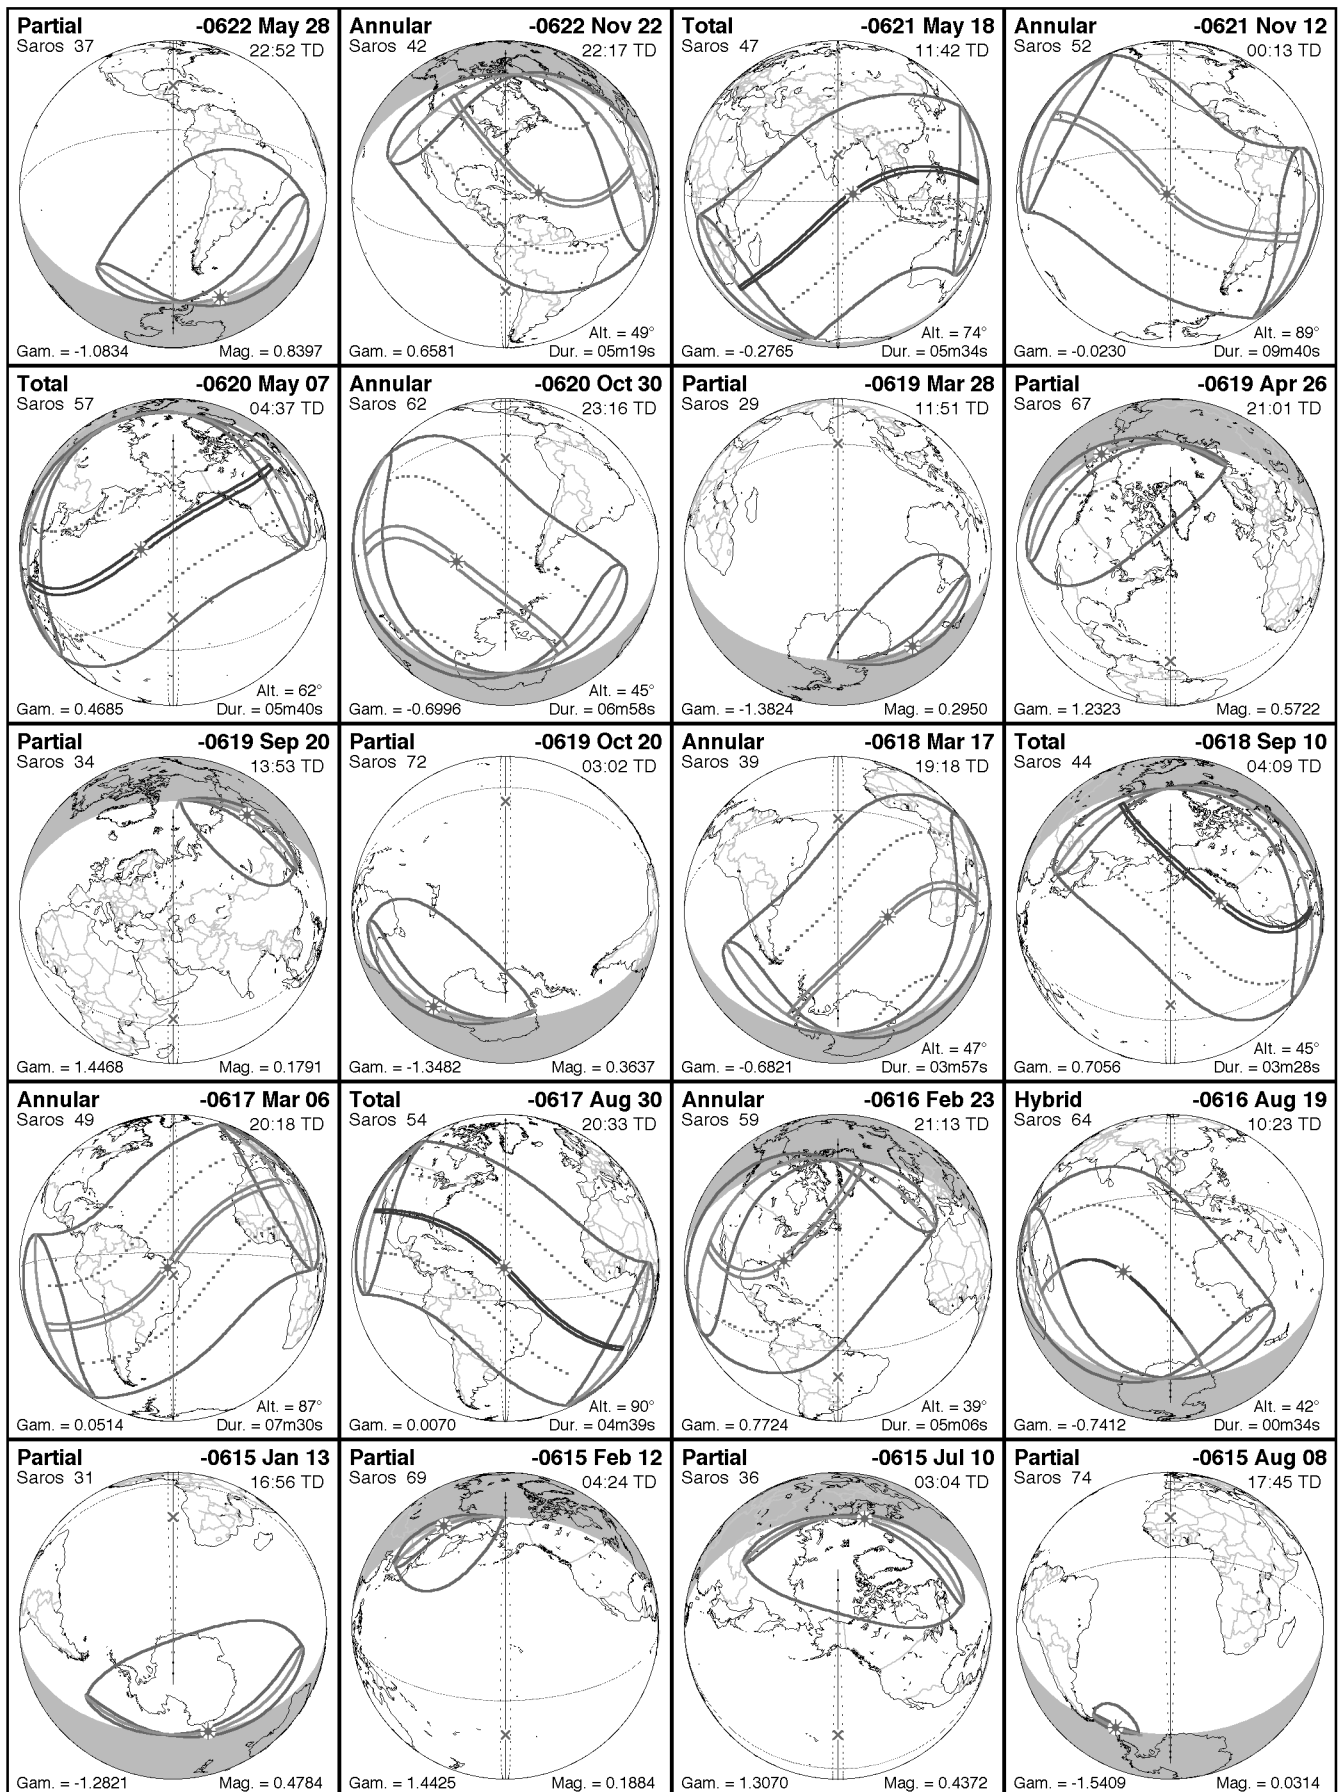 Partial -0622 May 28
Saros 37 22:52 TD
Gam. = -1.0834 Mag. = 0.8397
Annular -0622 Nov 22
Saros 42 22:17 TD
Alt. = 49°
Gam. = 0.6581 Dur. = 05m19s
Total -0621 May 18
Saros 47 11:42 TD
Alt. = 74°
Gam. = -0.2765 Dur. = 05m34s
Annular -0621 Nov 12
Saros 52 00:13 TD
Alt. = 89°
Gam. = -0.0230 Dur. = 09m40s
Total -0620 May 07
Saros 57 04:37 TD
Alt. = 62°
Gam. = 0.4685 Dur. = 05m40s
Annular -0620 Oct 30
Saros 62 23:16 TD
Alt. = 45°
Gam. = -0.6996 Dur. = 06m58s
Partial -0619 Mar 28
Saros 29 11:51 TD
Gam. = -1.3824 Mag. = 0.2950
Partial -0619 Apr 26
Saros 67 21:01 TD
Gam. = 1.2323 Mag. = 0.5722
Partial -0619 Sep 20
Saros 34 13:53 TD
Gam. = 1.4468 Mag. = 0.1791
Partial -0619 Oct 20
Saros 72 03:02 TD
Gam. = -1.3482 Mag. = 0.3637
Annular -0618 Mar 17
Saros 39 19:18 TD
Alt. = 47°
Gam. = -0.6821 Dur. = 03m57s
Total -0618 Sep 10
Saros 44 04:09 TD
Alt. = 45°
Gam. = 0.7056 Dur. = 03m28s
Annular -0617 Mar 06
Saros 49 20:18 TD
Alt. = 87°
Gam. = 0.0514 Dur. = 07m30s
Total -0617 Aug 30
Saros 54 20:33 TD
Alt. = 90°
Gam. = 0.0070 Dur. = 04m39s
Annular -0616 Feb 23
Saros 59 21:13 TD
Alt. = 39°
Gam. = 0.7724 Dur. = 05m06s
Hybrid -0616 Aug 19
Saros 64 10:23 TD
Alt. = 42°
Gam. = -0.7412 Dur. = 00m34s
Partial -0615 Jan 13
Saros 31 16:56 TD
Gam. = -1.2821 Mag. = 0.4784
Partial -0615 Feb 12
Saros 69 04:24 TD
Gam. = 1.4425 Mag. = 0.1884
Partial -0615 Jul 10
Saros 36 03:04 TD
Gam. = 1.3070 Mag. = 0.4372
Partial -0615 Aug 08
Saros 74 17:45 TD
Gam. = -1.5409 Mag. = 0.0314